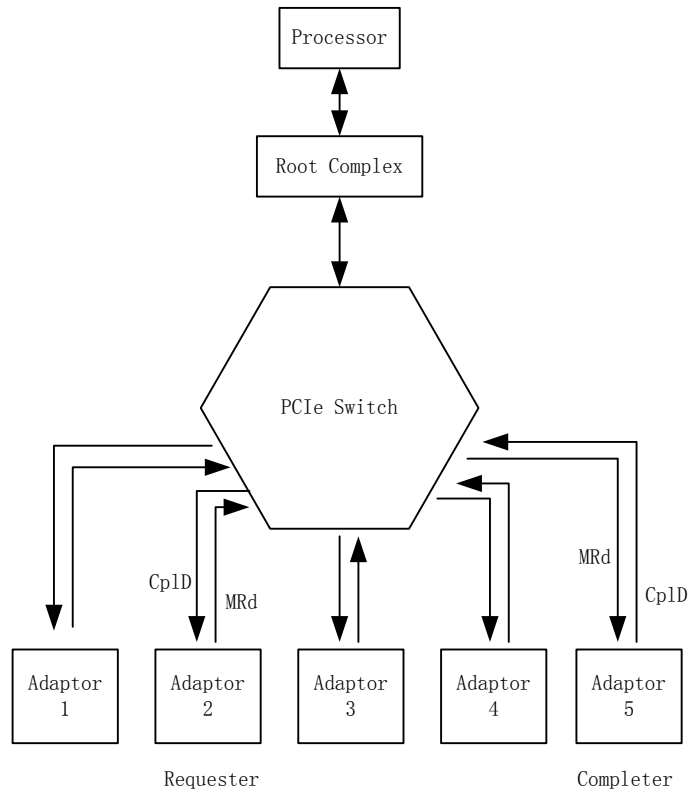 Processor
Root Complex
PCIe Switch
CplD
MRd
MRd
CplD
Adaptor
1
Adaptor
2
Adaptor
3
Adaptor
4
Adaptor
5
Requester
Completer